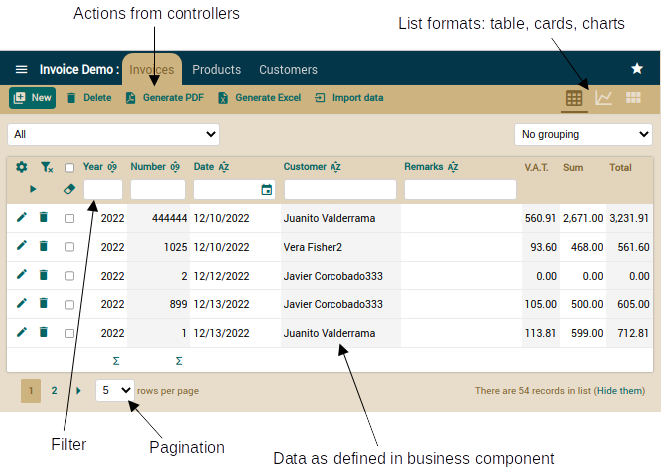 Actions from controllers
List formats: table, cards, charts
Invoice Demo : Invoices Products Customers
New Delete Generate PDF Generate Excel Import data
All No grouping
Year Number Date Customer Remarks V.A.T. Sum Total
2022 444444 12/10/2022 Juanito Valderrama 560.91 2,671.00 3,231.91
2022 1025 12/10/2022 Vera Fisher2 93.60 468.00 561.60
2022 2 12/12/2022 Javier Corcobado333 0.00 0.00 0.00
2022 899 12/13/2022 Javier Corcobado333 105.00 500.00 605.00
2022 1 12/13/2022 Juanito Valderrama 113.81 599.00 712.81
Σ Σ
1 2 5 rows per page There are 54 records in list (Hide them)
Filter Pagination Data as defined in business component